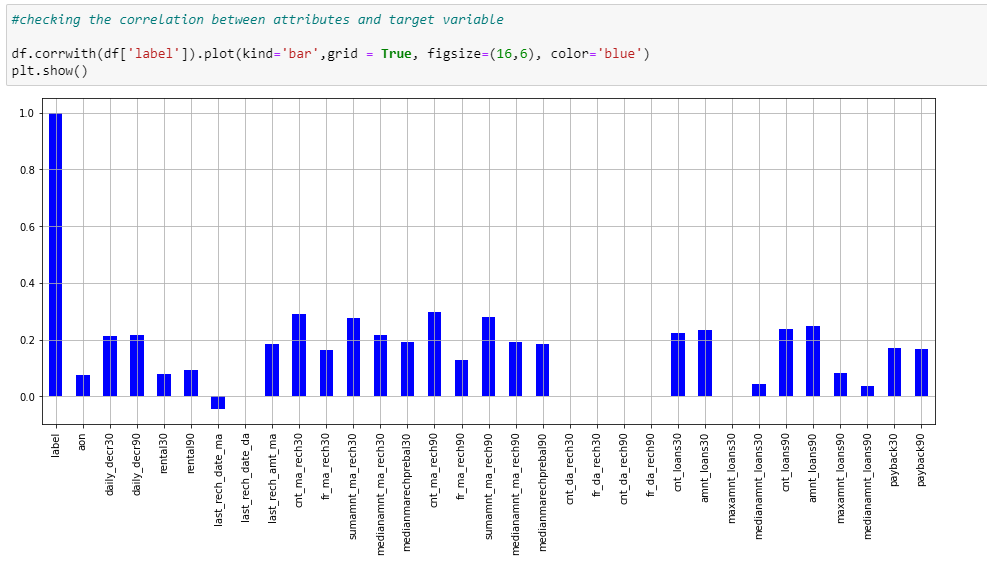 #checking the correlation between attributes and target variable
df.corrwith(df['label']).plot(kind='bar',grid = True, figsize=(16,6), color='blue')
plt.show()
1.0
0.8
0.6
0.4
0.2
0.0
label
aon
daily_decr30
daily_decr90
rental30
rental90
last_rech_date_ma
last_rech_date_da
last_rech_amt_ma
cnt_ma_rech30
fr_ma_rech30
sumamnt_ma_rech30
medianamnt_ma_rech30
medianmarechprebal30
cnt_ma_rech90
fr_ma_rech90
sumamnt_ma_rech90
medianamnt_ma_rech90
medianmarechprebal90
cnt_da_rech30
fr_da_rech30
cnt_da_rech90
fr_da_rech90
cnt_loans30
amnt_loans30
maxamnt_loans30
medianamnt_loans30
cnt_loans90
amnt_loans90
maxamnt_loans90
medianamnt_loans90
payback30
payback90